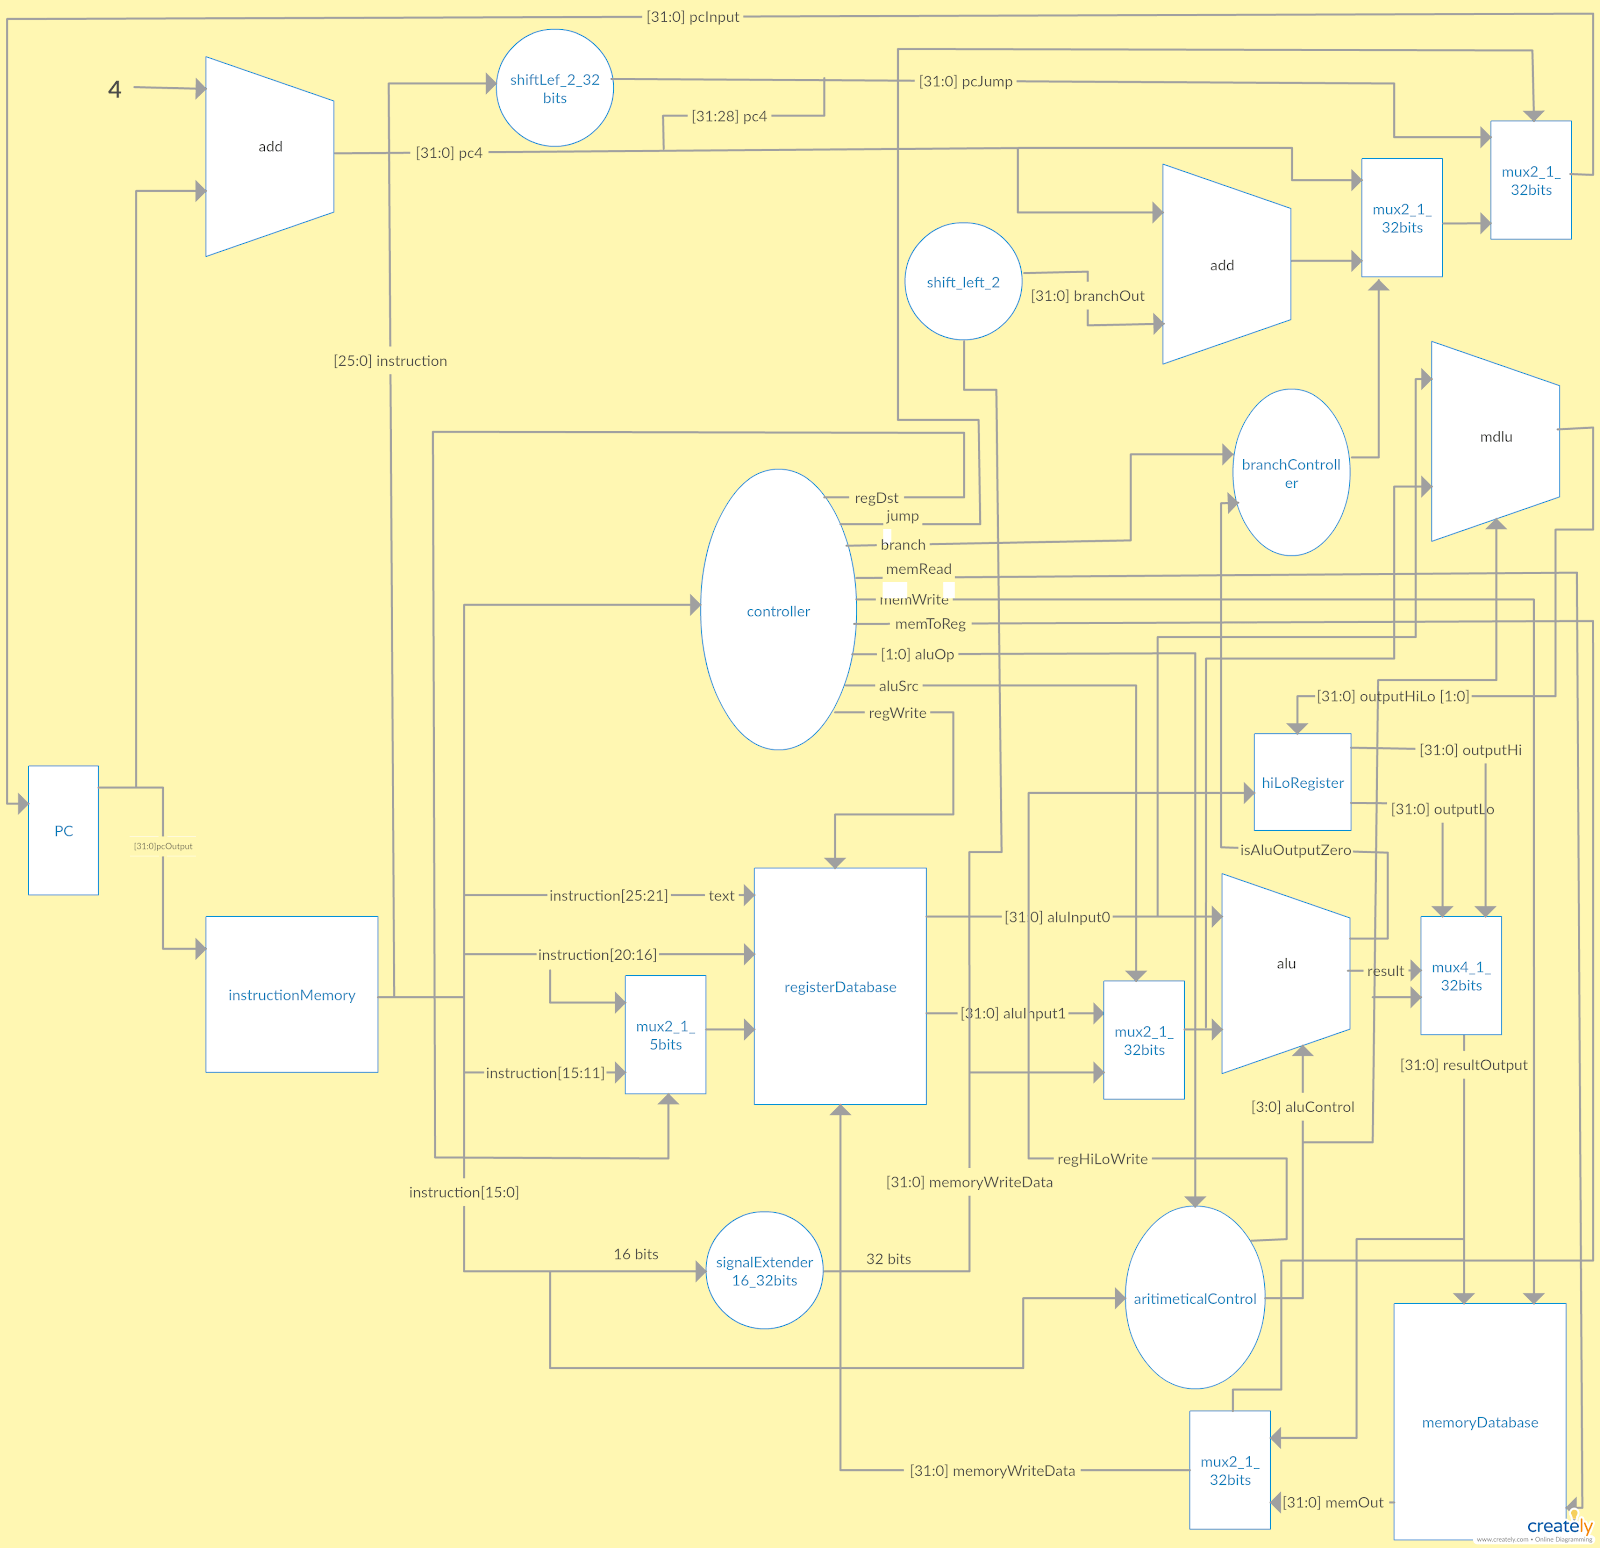 [31:0] pcInput
4
add
shiftLef_2_32
bits
[31:0] pcJump
[31:28] pc4
[31:0] pc4
mux2_1_
32bits
mux2_1_
32bits
add
shift_left_2
[31:0] branchOut
[25:0] instruction
mdlu
branchControll
er
regDst
jump
branch
memRead
memWrite
memToReg
[1:0] aluOp
aluSrc
regWrite
controller
[31:0] outputHiLo [1:0]
[31:0] outputHi
hiLoRegister
[31:0] outputLo
PC
[31:0]pcOutput
isAluOutputZero
instruction[25:21]
text
[31:0] aluInput0
instruction[20:16]
instructionMemory
registerDatabase
alu
result
mux4_1_
32bits
mux2_1_
5bits
[31:0] aluInput1
mux2_1_
32bits
instruction[15:11]
[31:0] resultOutput
[3:0] aluControl
regHiLoWrite
instruction[15:0]
[31:0] memoryWriteData
16 bits
signalExtender
16_32bits
32 bits
aritimeticalControl
memoryDatabase
[31:0] memoryWriteData
mux2_1_
32bits
[31:0] memOut
creately
www.creately.com • Online Diagramming